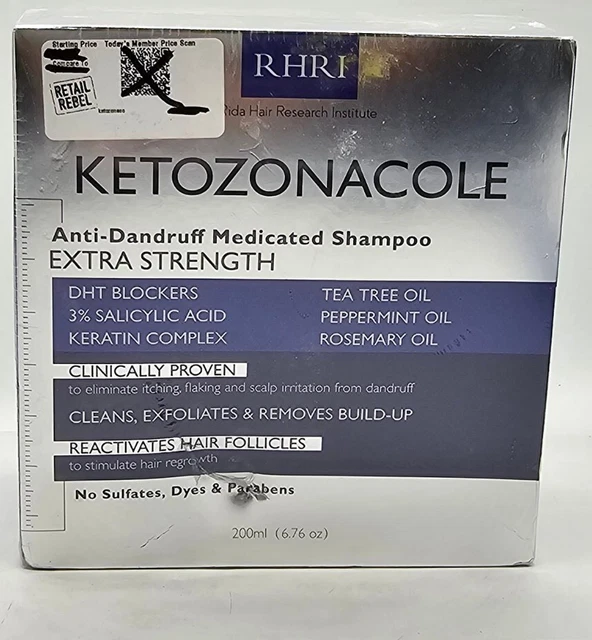 Starting Price Today's Member Price Scan
Compare To
RETAIL
REBEL
RHRI
Rida Hair Research Institute
KETOZONACOLE
Anti-Dandruff Medicated Shampoo
EXTRA STRENGTH
DHT BLOCKERS
TEA TREE OIL
3% SALICYLIC ACID
PEPPERMINT OIL
KERATIN COMPLEX
ROSEMARY OIL
CLINICALLY PROVEN
to eliminate itching, flaking and scalp irritation from dandruff
CLEANS, EXFOLIATES & REMOVES BUILD-UP
REACTIVATES HAIR FOLLICLES
to stimulate hair regrowth
No Sulfates, Dyes & Parabens
200ml (6.76 oz)